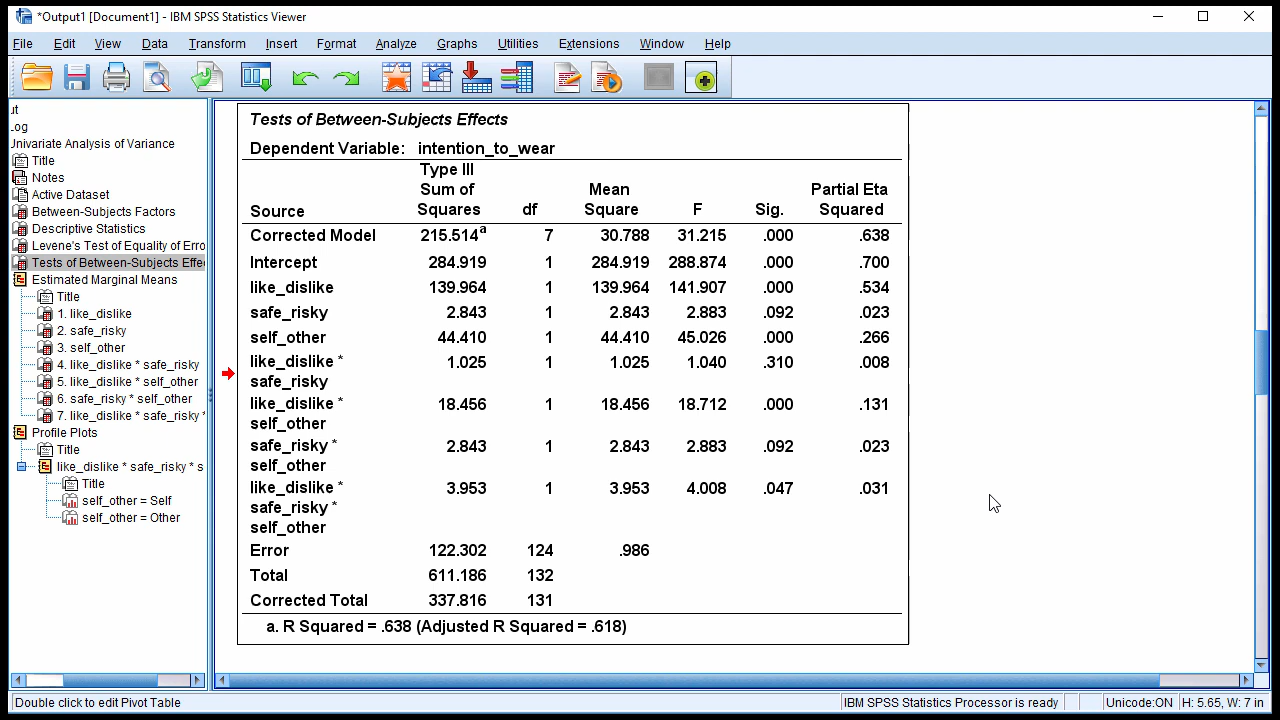 *Output1 [Document1] - IBM SPSS Statistics Viewer
File Edit View Data Transform Insert Format Analyze Graphs Utilities Extensions Window Help
ut
Log
Univariate Analysis of Variance
Title
Notes
Active Dataset
Between-Subjects Factors
Descriptive Statistics
Levene's Test of Equality of Erro
Tests of Between-Subjects Effe
Estimated Marginal Means
Title
1. like_dislike
2. safe_risky
3. self_other
4. like_dislike * safe_risky
5. like_dislike * self_other
6. safe_risky * self_other
7. like_dislike * safe_risky *
Profile Plots
Title
like_dislike * safe_risky * s
Title
self_other = Self
self_other = Other
Tests of Between-Subjects Effects
Dependent Variable: intention_to_wear
Type III
Sum of Mean Partial Eta
Source Squares df Square F Sig. Squared
Corrected Model 215.514a 7 30.788 31.215 .000 .638
Intercept 284.919 1 284.919 288.874 .000 .700
like_dislike 139.964 1 139.964 141.907 .000 .534
safe_risky 2.843 1 2.843 2.883 .092 .023
self_other 44.410 1 44.410 45.026 .000 .266
like_dislike * 1.025 1 1.025 1.040 .310 .008
safe_risky
like_dislike * 18.456 1 18.456 18.712 .000 .131
self_other
safe_risky * 2.843 1 2.843 2.883 .092 .023
self_other
like_dislike * 3.953 1 3.953 4.008 .047 .031
safe_risky *
self_other
Error 122.302 124 .986
Total 611.186 132
Corrected Total 337.816 131
a. R Squared = .638 (Adjusted R Squared = .618)
Double click to edit Pivot Table IBM SPSS Statistics Processor is ready Unicode:ON H: 5.65, W: 7 in